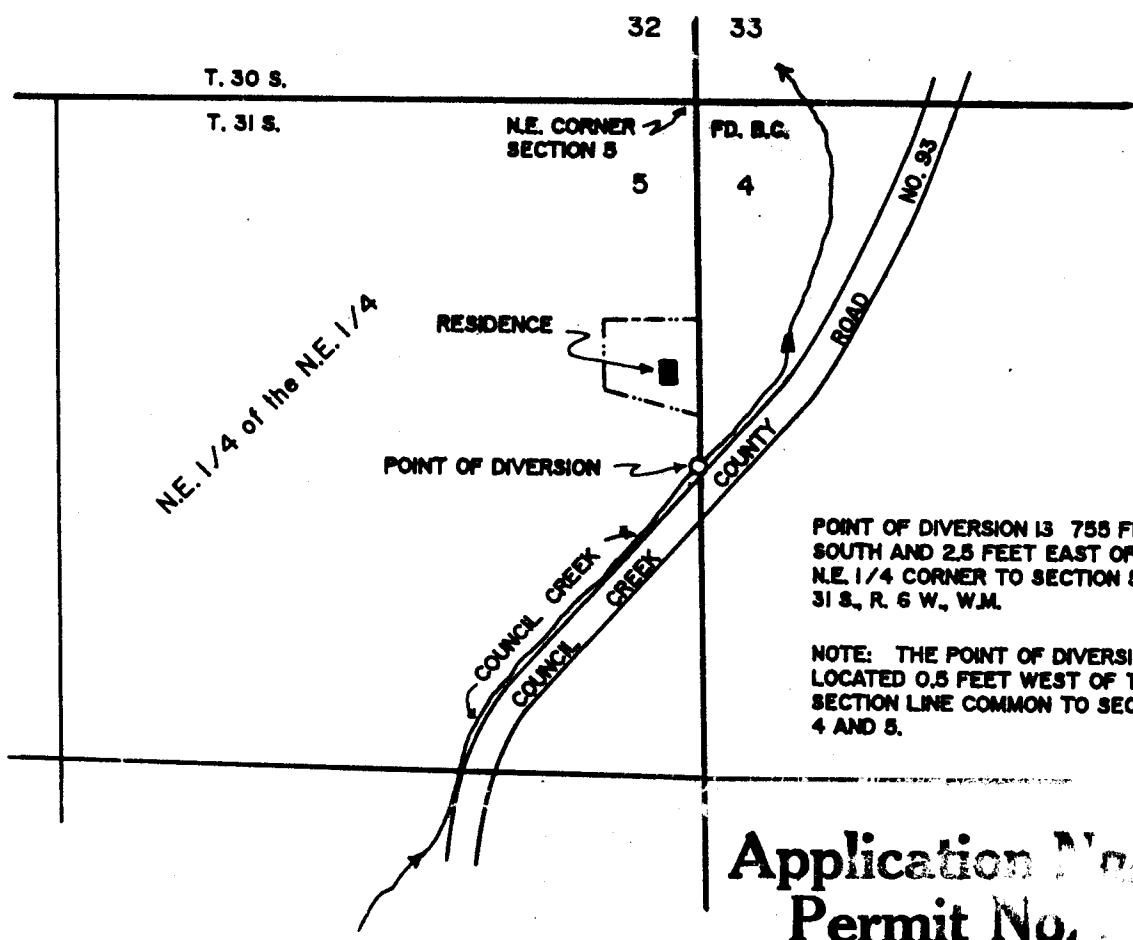 32 33
T. 30 S.
T. 31 S.
N.E. CORNER
SECTION 5
FD. B.C.
5 4
NO. 93
ROAD
RESIDENCE
N.E. 1/4 of the N.E. 1/4
POINT OF DIVERSION
COUNTY
COUNCIL CREEK
COUNCIL CREEK
POINT OF DIVERSION IS 755
SOUTH AND 2.5 FEET EAST OF
N.E. 1/4 CORNER TO SECTION
31 S., R. 6 W., W.M.
NOTE: THE POINT OF
LOCATED 0.5 FEET WEST OF
SECTION LINE COMMON TO
4 AND 5.
Application No.
Permit No.